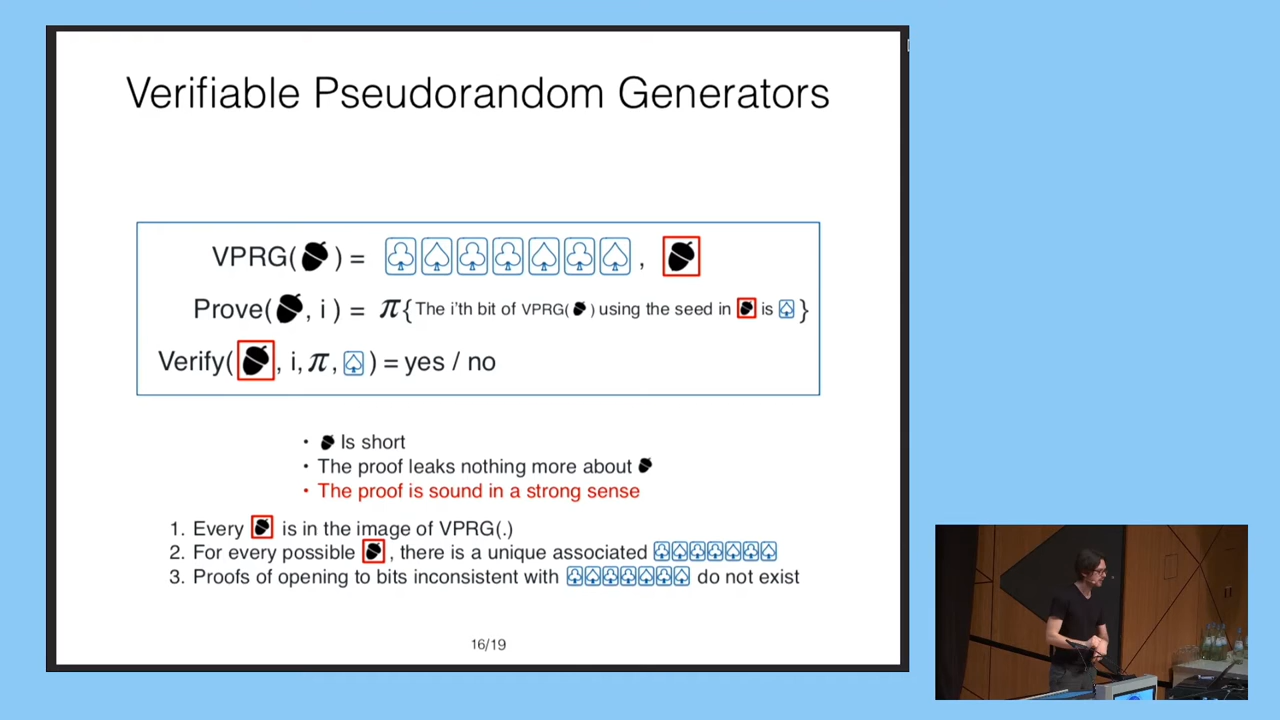 Verifiable Pseudorandom Generators
VPRG( ) = , 
Prove( , i ) = π{ The i'th bit of VPRG( ) using the seed in is }
Verify( , i, π, ) = yes / no
• Is short
• The proof leaks nothing more about
• The proof is sound in a strong sense
1. Every is in the image of VPRG(.)
2. For every possible , there is a unique associated
3. Proofs of opening to bits inconsistent with do not exist
16/19